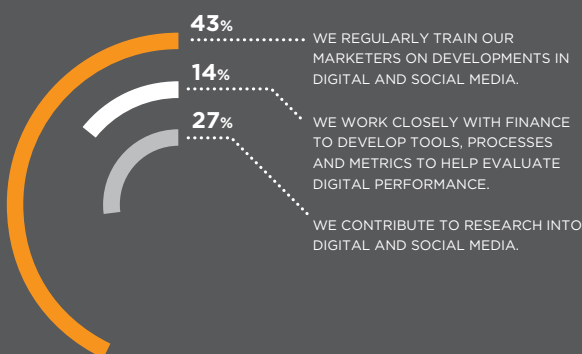 43%
WE REGULARLY TRAIN OUR
MARKETERS ON DEVELOPMENTS IN
DIGITAL AND SOCIAL MEDIA.
14%
WE WORK CLOSELY WITH FINANCE
TO DEVELOP TOOLS, PROCESSES
AND METRICS TO HELP EVALUATE
DIGITAL PERFORMANCE.
27%
WE CONTRIBUTE TO RESEARCH INTO
DIGITAL AND SOCIAL MEDIA.